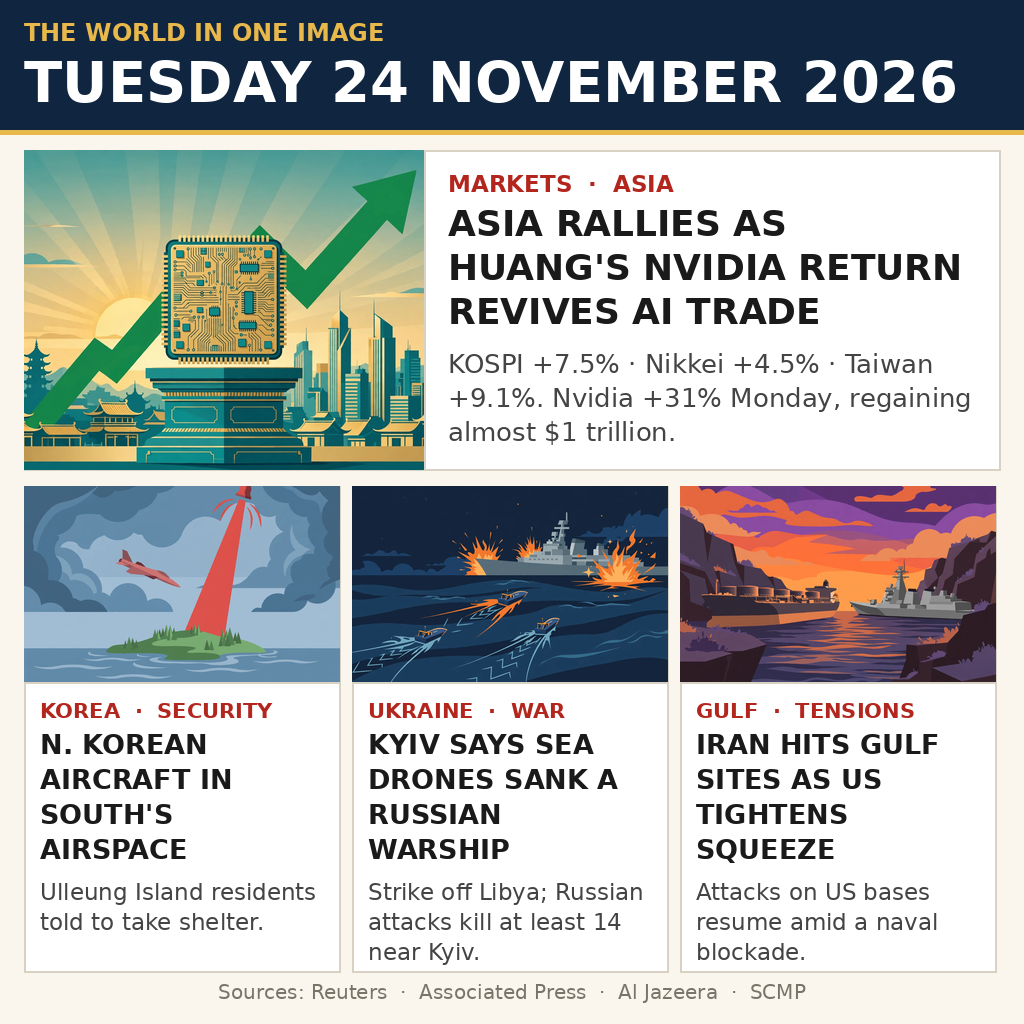 THE WORLD IN ONE IMAGE
TUESDAY 24 NOVEMBER 2026
MARKETS · ASIA
ASIA RALLIES AS
HUANG'S NVIDIA RETURN
REVIVES AI TRADE
KOSPI +7.5% · Nikkei +4.5% · Taiwan
+9.1%. Nvidia +31% Monday, regaining
almost $1 trillion.
KOREA · SECURITY
N. KOREAN
AIRCRAFT IN
SOUTH'S
AIRSPACE
Ulleung Island residents
told to take shelter.
UKRAINE · WAR
KYIV SAYS SEA
DRONES SANK A
RUSSIAN
WARSHIP
Strike off Libya; Russian
attacks kill at least 14
near Kyiv.
GULF · TENSIONS
IRAN HITS GULF
SITES AS US
TIGHTENS
SQUEEZE
Attacks on US bases
resume amid a naval
blockade.
Sources: Reuters · Associated Press · Al Jazeera · SCMP